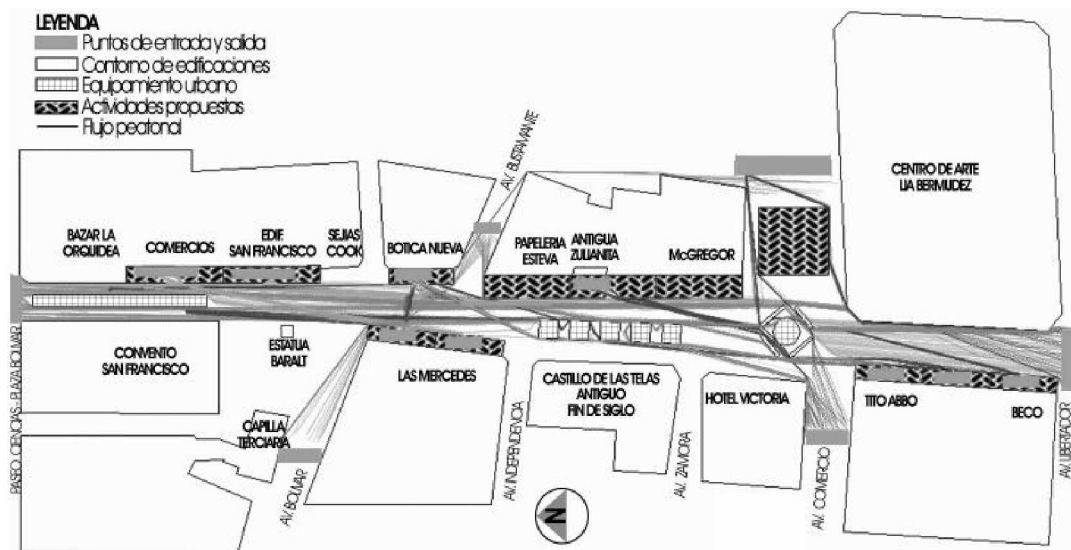 LEYENDA
Puntos de entrada y salida
Contorno de edificaciones
Equipamiento urbano
Actividades propuestas
Flujo peatonal
AV. BUSTAMANTE
CENTRO DE ARTE
LIA BERMUDEZ
BAZAR LA
ORQUIDEA
COMERCIOS
EDIF.
SAN FRANCISCO
SEJIAS
COOK
BOTICA NUEVA
PAPELERIA
ESTEVA
ANTIGUA
ZULIANITA
McGREGOR
PASEO CIENCIAS - PLAZA BOLIVAR
CONVENTO
SAN FRANCISCO
ESTATUA
BARALT
LAS MERCEDES
CASTILLO DE LAS TELAS
ANTIGUO
FIN DE SIGLO
HOTEL VICTORIA
TITO ABBO
BECO
CAPILLA
TERCIARIA
AV. BOLIVAR
AV. INDEPENDENCIA
AV. ZAMORA
AV. COMERCIO
AV. LIBERTADOR
N